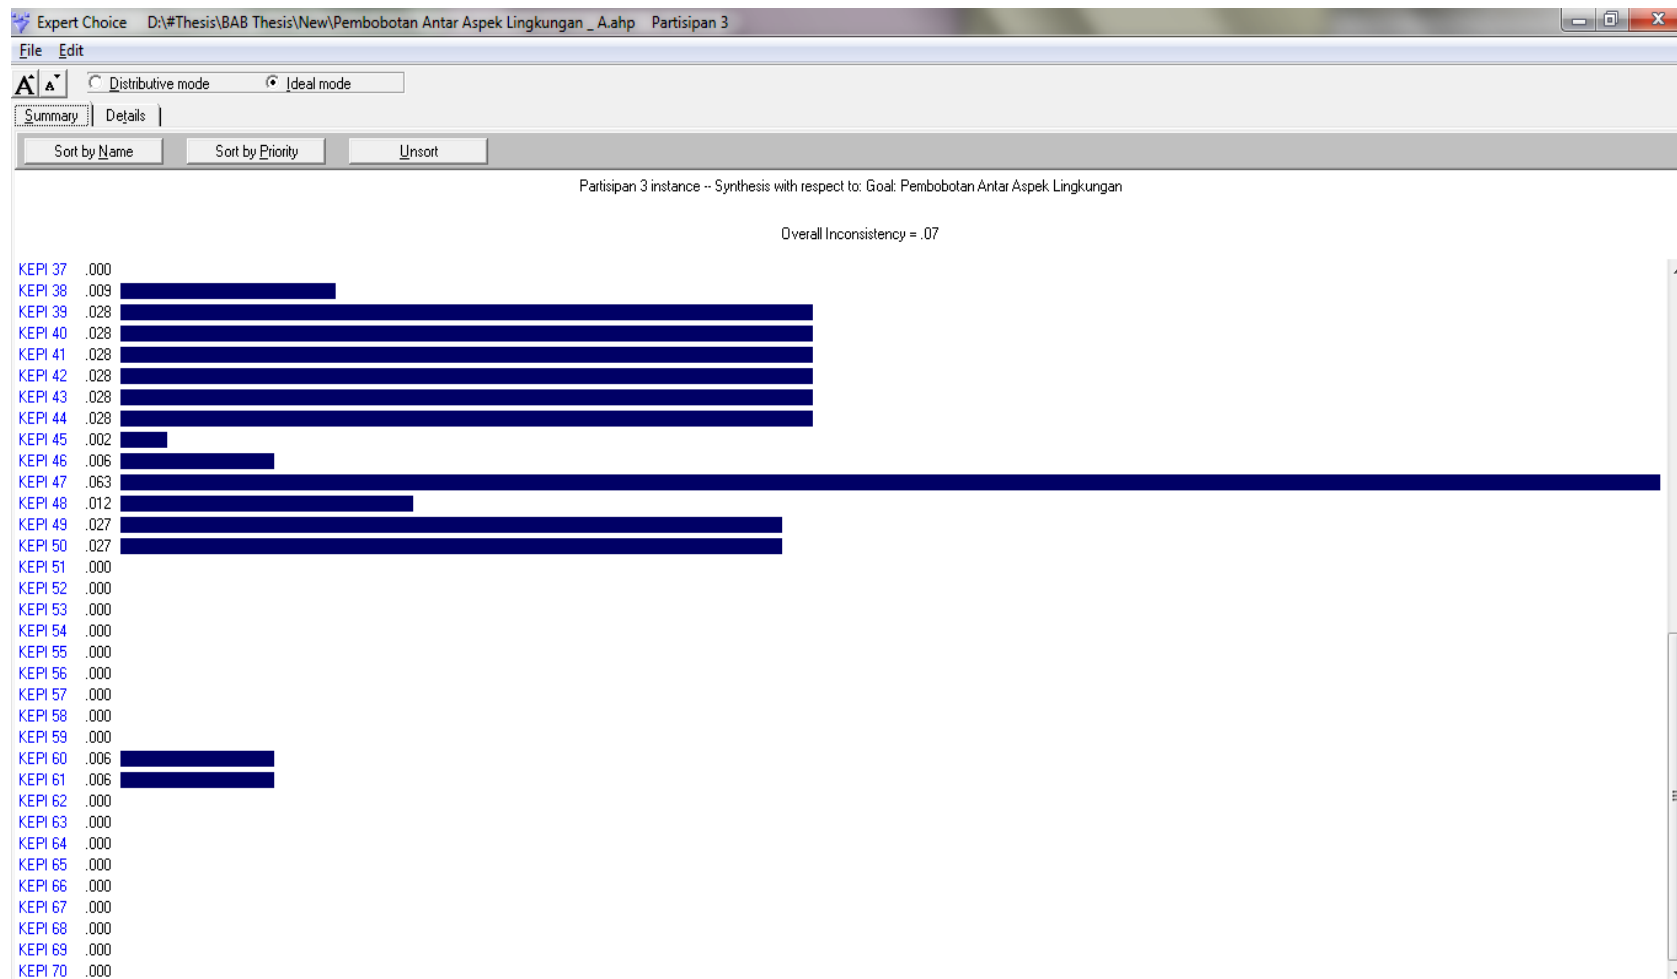 Expert Choice D:\#Thesis\BAB Thesis\New\Pembobotan Antar Aspek Lingkungan _ A.ahp Partisipan 3
File Edit
A A Distributive mode Ideal mode
Summary Details
Sort by Name Sort by Priority Unsort
Partisipan 3 instance -- Synthesis with respect to: Goal: Pembobotan Antar Aspek Lingkungan
Overall Inconsistency = .07
KEPI 37 .000
KEPI 38 .009
KEPI 39 .028
KEPI 40 .028
KEPI 41 .028
KEPI 42 .028
KEPI 43 .028
KEPI 44 .028
KEPI 45 .002
KEPI 46 .006
KEPI 47 .063
KEPI 48 .012
KEPI 49 .027
KEPI 50 .027
KEPI 51 .000
KEPI 52 .000
KEPI 53 .000
KEPI 54 .000
KEPI 55 .000
KEPI 56 .000
KEPI 57 .000
KEPI 58 .000
KEPI 59 .000
KEPI 60 .006
KEPI 61 .006
KEPI 62 .000
KEPI 63 .000
KEPI 64 .000
KEPI 65 .000
KEPI 66 .000
KEPI 67 .000
KEPI 68 .000
KEPI 69 .000
KEPI 70 .000